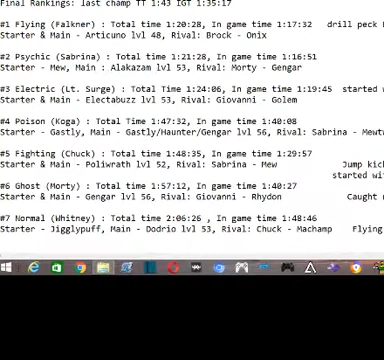 Final Rankings: last champ TT 1:43 IGT 1:35:17
#1 Flying (Falkner) : Total time 1:20:28, In game time 1:17:32 drill peck
Starter & Main - Articuno lvl 48, Rival: Brock - Onix
#2 Psychic (Sabrina) : Total time 1:21:28, In game time 1:16:51
Starter - Mew, Main : Alakazam lvl 53, Rival: Morty - Gengar
#3 Electric (Lt. Surge) : Total Time 1:24:06, In game time 1:19:45 started
Starter & Main - Electabuzz lvl 53, Rival: Giovanni - Golem
#4 Poison (Koga) : Total time 1:47:32, In game time 1:40:08
Starter - Gastly, Main - Gastly/Haunter/Gengar lvl 56, Rival: Sabrina - Mewtw
#5 Fighting (Chuck) : Total time 1:48:35, In game time 1:29:57
Starter & Main - Poliwrath lvl 52, Rival: Sabrina - Mew Jump kic
started wit
#6 Ghost (Morty) : Total time 1:57:12, In game time 1:40:27
Starter & Main - Gengar lvl 56, Rival: Giovanni - Rhydon Caught
#7 Normal (Whitney) : Total time 2:06:26 , In game time 1:48:46
Starter - Jigglypuff, Main - Dodrio lvl 53, Rival: Chuck - Machamp Flying